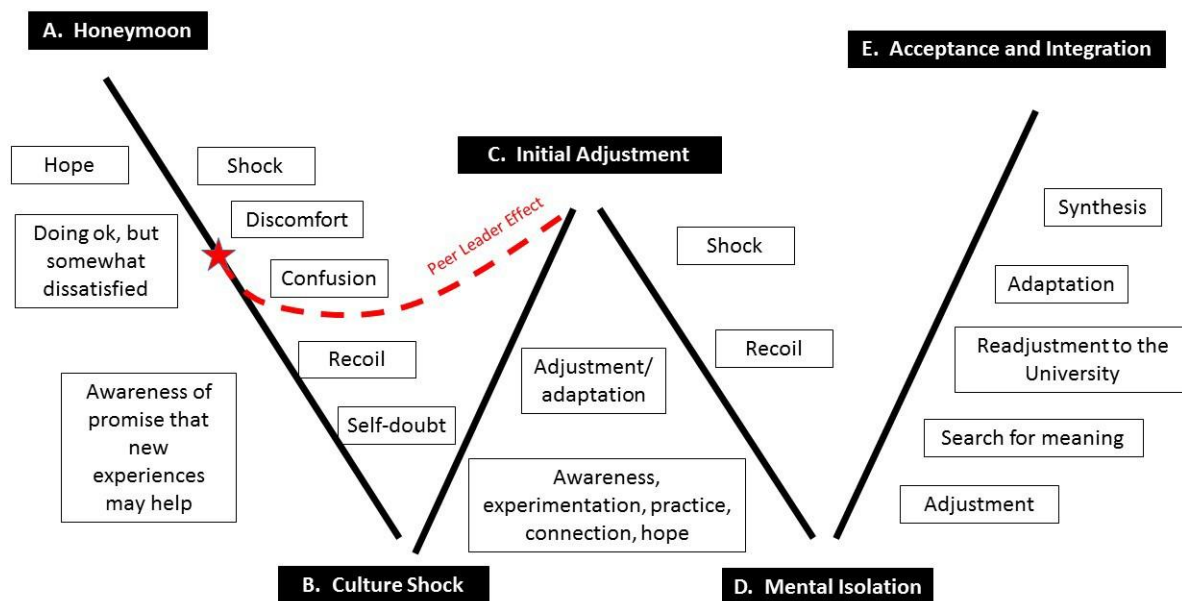 A. Honeymoon
E. Acceptance and Integration
C. Initial Adjustment
Hope
Shock
Discomfort
Doing ok, but
somewhat
dissatisfied
Confusion
Peer Leader Effect
Recoil
Self-doubt
Awareness of
promise that
new
experiences
may help
Adjustment/
adaptation
Awareness,
experimentation, practice,
connection, hope
Shock
Recoil
Synthesis
Adaptation
Readjustment to the
University
Search for meaning
Adjustment
B. Culture Shock
D. Mental Isolation